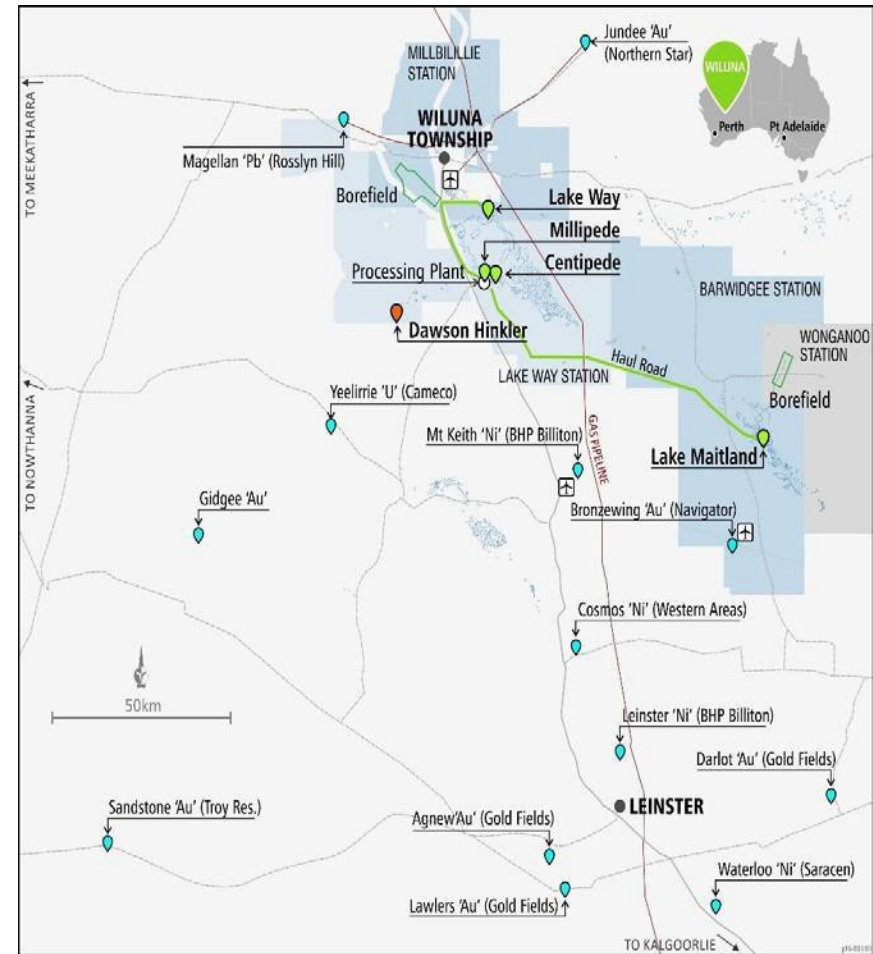 Jundee 'Au'
(Northern Star)
MILLBILILLIE
STATION
WILUNA
Perth
Pt Adelaide
TO MEEKATHARRA
WILUNA
TOWNSHIP
Magellan 'Pb' (Rosslyn Hill)
Borefield
Lake Way
Millipede
Centipede
Processing Plant
BARWIDGEE STATION
Dawson Hinkler
WONGANOO
STATION
Haul Road
LAKE WAY STATION
Borefield
TO NOWTHANNA
Yeelirrie 'U' (Cameco)
GAS PIPELINE
Mt Keith 'Ni' (BHP Billiton)
Lake Maitland
Gidgee 'Au'
Bronzewing 'Au' (Navigator)
Cosmos 'Ni' (Western Areas)
50km
Leinster 'Ni' (BHP Billiton)
Darlot 'Au' (Gold Fields)
Sandstone 'Au' (Troy Res.)
LEINSTER
Agnew'Au' (Gold Fields)
Waterloo 'Ni' (Saracen)
Lawlers 'Au' (Gold Fields)
TO KALGOORLIE